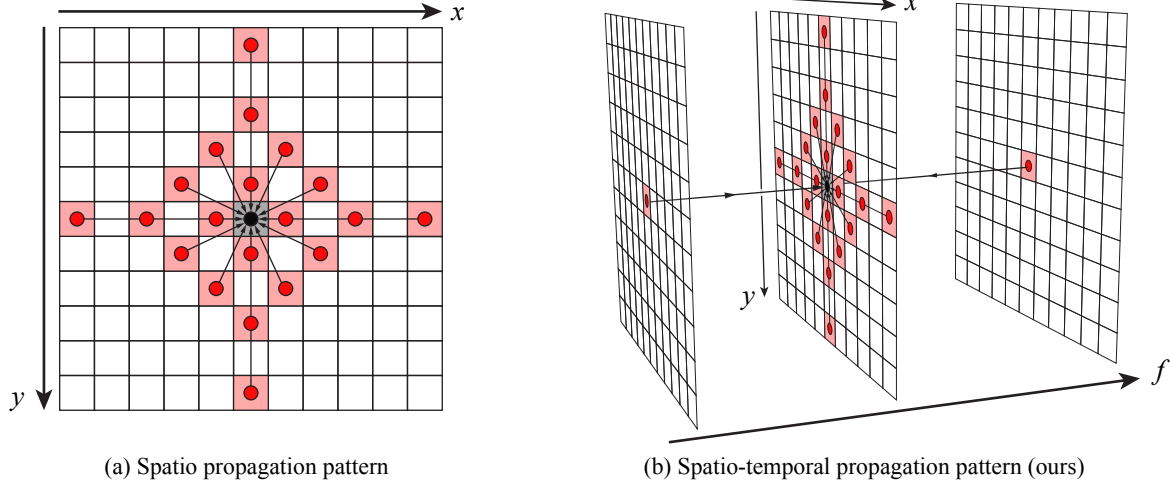 x
y
(a) Spatio propagation pattern
x
y
f
(b) Spatio-temporal propagation pattern (ours)